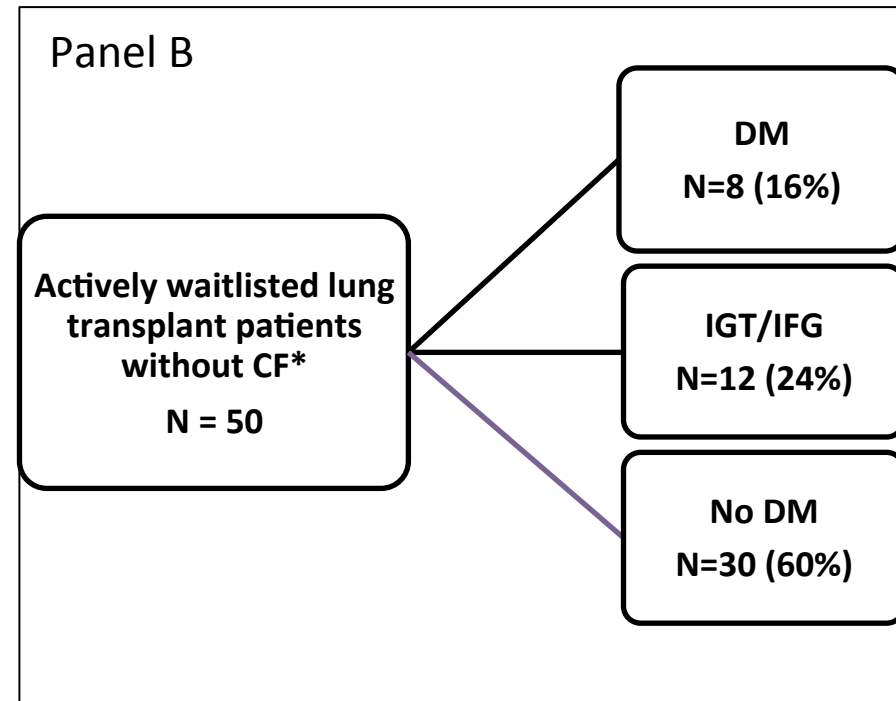 Panel B
Actively waitlisted lung
transplant patients
without CF*
N = 50
DM
N=8 (16%)
IGT/IFG
N=12 (24%)
No DM
N=30 (60%)